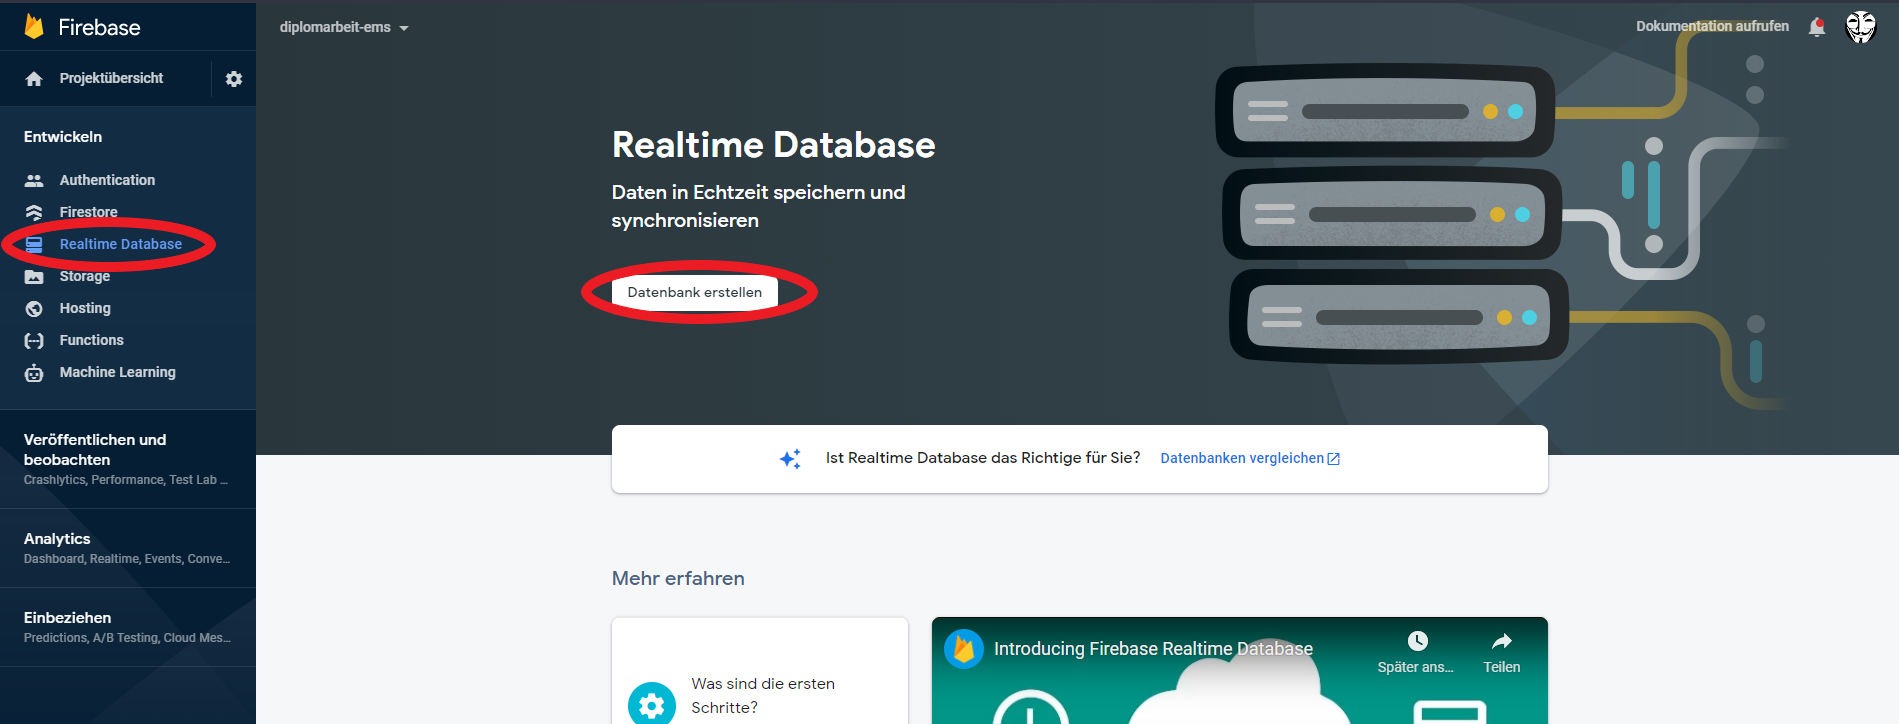 Firebase
diplomarbeit-ems
Dokumentation aufrufen
Projektübersicht
Entwickeln
Authentication
Firestore
Realtime Database
Storage
Hosting
Functions
Machine Learning
Veröffentlichen und
beobachten
Crashlytics, Performance, Test Lab ...
Analytics
Dashboard, Realtime, Events, Conve...
Einbeziehen
Predictions, A/B Testing, Cloud Mes...
Realtime Database
Daten in Echtzeit speichern und
synchronisieren
Datenbank erstellen
Ist Realtime Database das Richtige für Sie? Datenbanken vergleichen
Mehr erfahren
Was sind die ersten
Schritte?
Introducing Firebase Realtime Database
Später ans...
Teilen